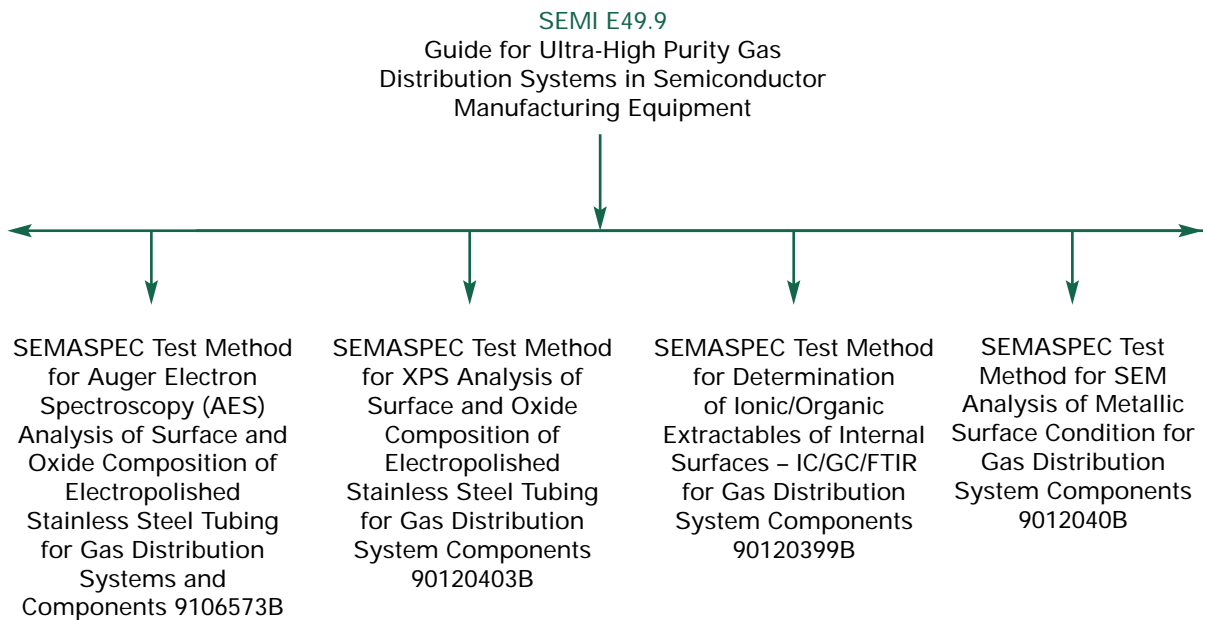 SEMI E49.9
Guide for Ultra-High Purity Gas
Distribution Systems in Semiconductor
Manufacturing Equipment
SEMASPEC Test Method
for Auger Electron
Spectroscopy (AES)
Analysis of Surface and
Oxide Composition of
Electropolished
Stainless Steel Tubing
for Gas Distribution
Systems and
Components 9106573B
SEMASPEC Test Method
for XPS Analysis of
Surface and Oxide
Composition of
Electropolished
Stainless Steel Tubing
for Gas Distribution
System Components
90120403B
SEMASPEC Test Method
for Determination
of Ionic/Organic
Extractables of Internal
Surfaces – IC/GC/FTIR
for Gas Distribution
System Components
90120399B
SEMASPEC Test
Method for SEM
Analysis of Metallic
Surface Condition for
Gas Distribution
System Components
9012040B